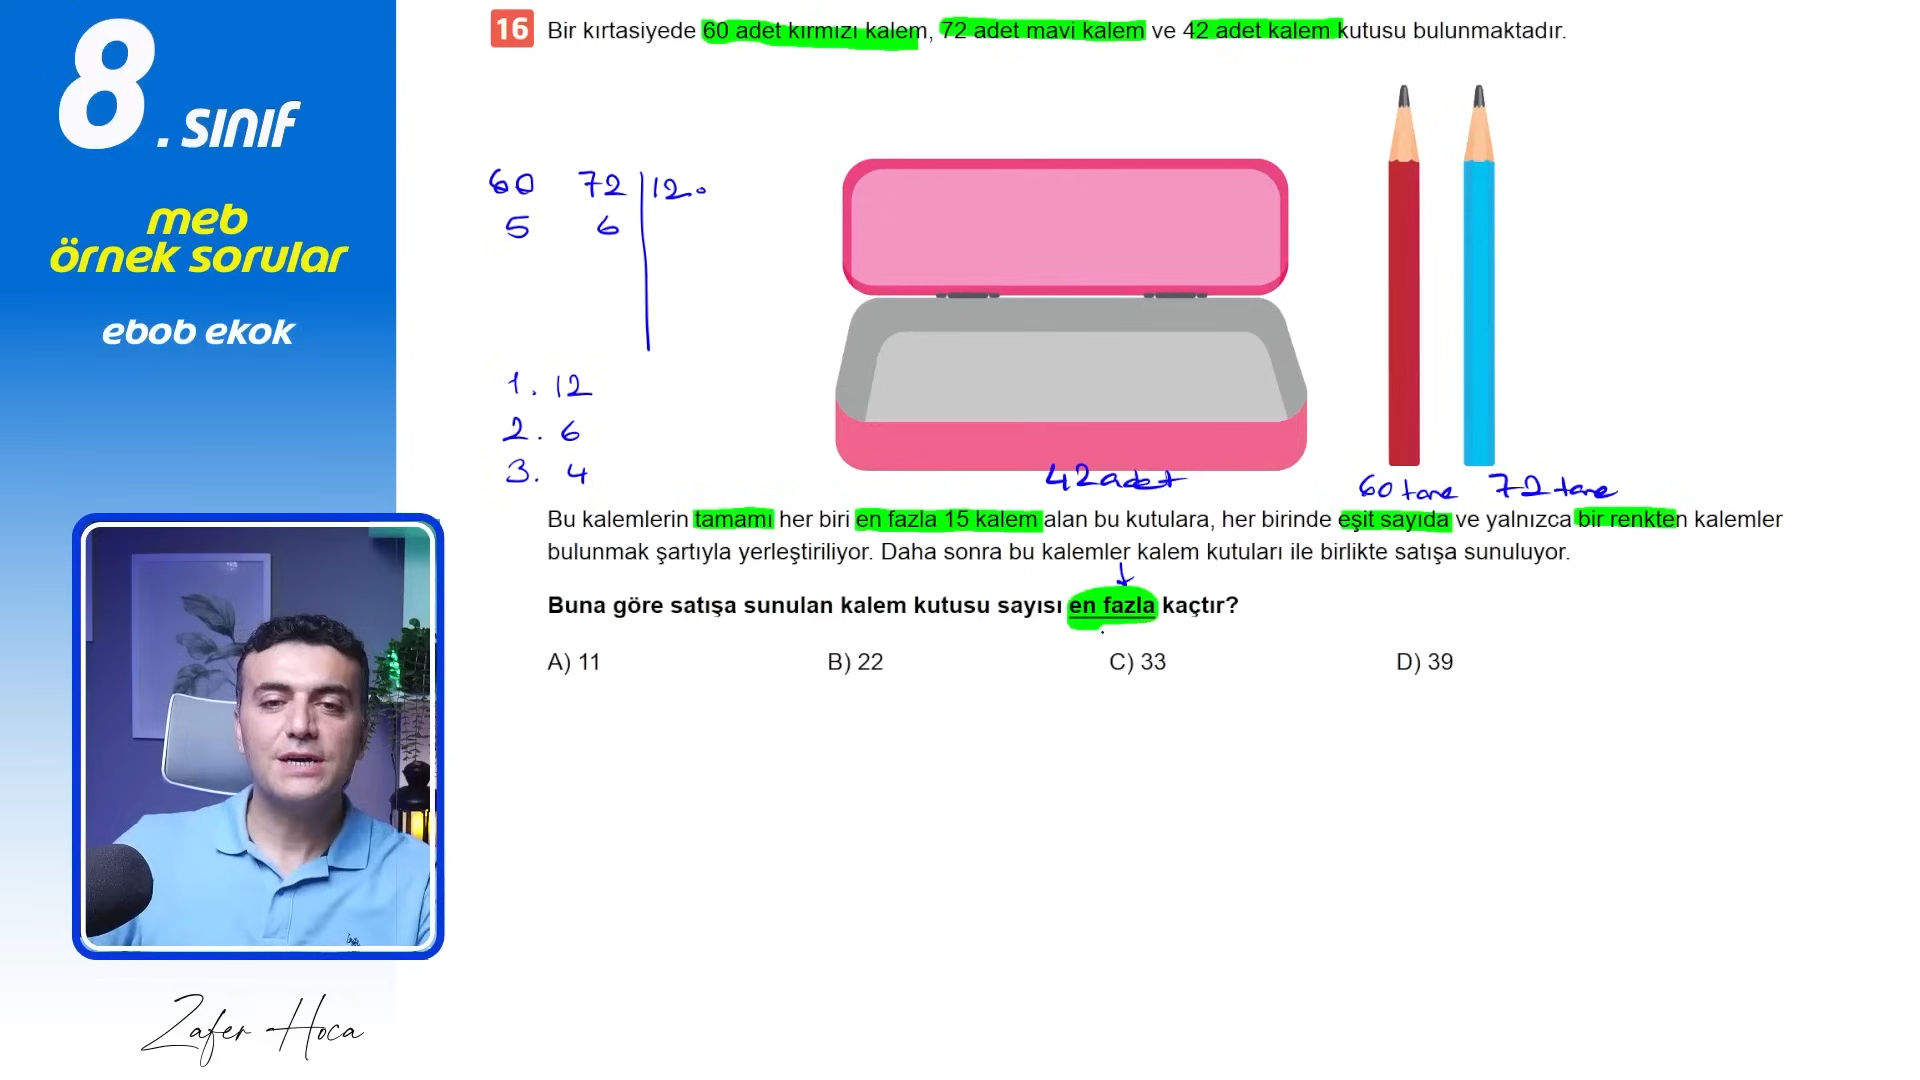 8. sınıf
meb
örnek sorular
ebob ekok
16 Bir kırtasiyede 60 adet kırmızı kalem, 72 adet mavi kalem ve 42 adet kalem kutusu bulunmaktadır.
60 72 12
5 6
1. 12
2. 6
3. 4
42 adet
60 tane 72 tane
Bu kalemlerin tamamı her biri en fazla 15 kalem alan bu kutulara, her birinde eşit sayıda ve yalnızca bir renkten kalemler
bulunmak şartıyla yerleştiriliyor. Daha sonra bu kalemler kalem kutuları ile birlikte satışa sunuluyor.
Buna göre satışa sunulan kalem kutusu sayısı en fazla kaçtır?
A) 11 B) 22 C) 33 D) 39
Zafer Hoca